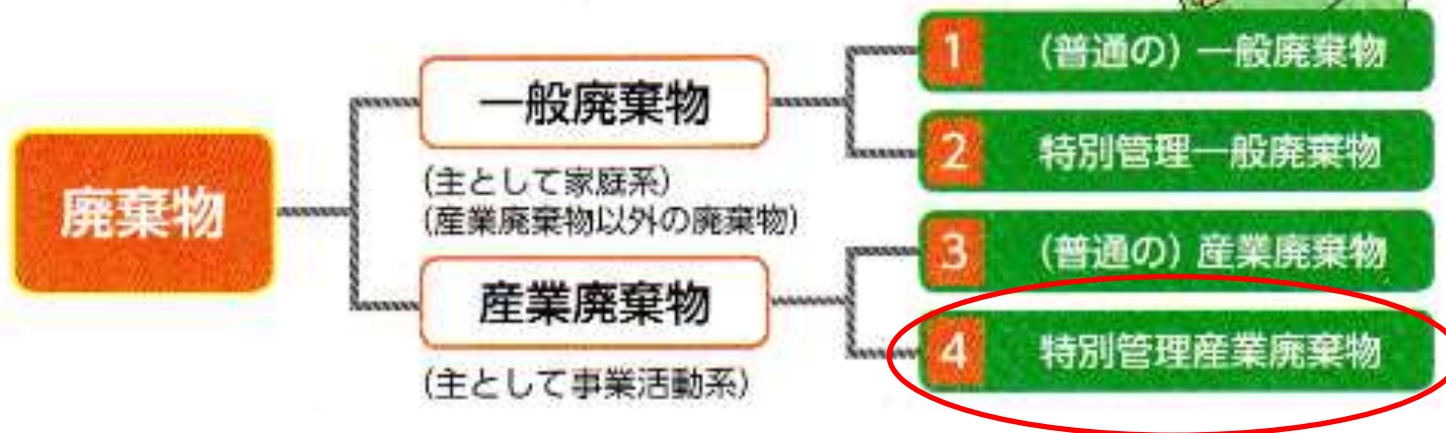 廃棄物
一般廃棄物
(主として家庭系)
(産業廃棄物以外の廃棄物)
産業廃棄物
(主として事業活動系)
1 (普通の) 一般廃棄物
2 特別管理一般廃棄物
3 (普通の) 産業廃棄物
4 特別管理産業廃棄物